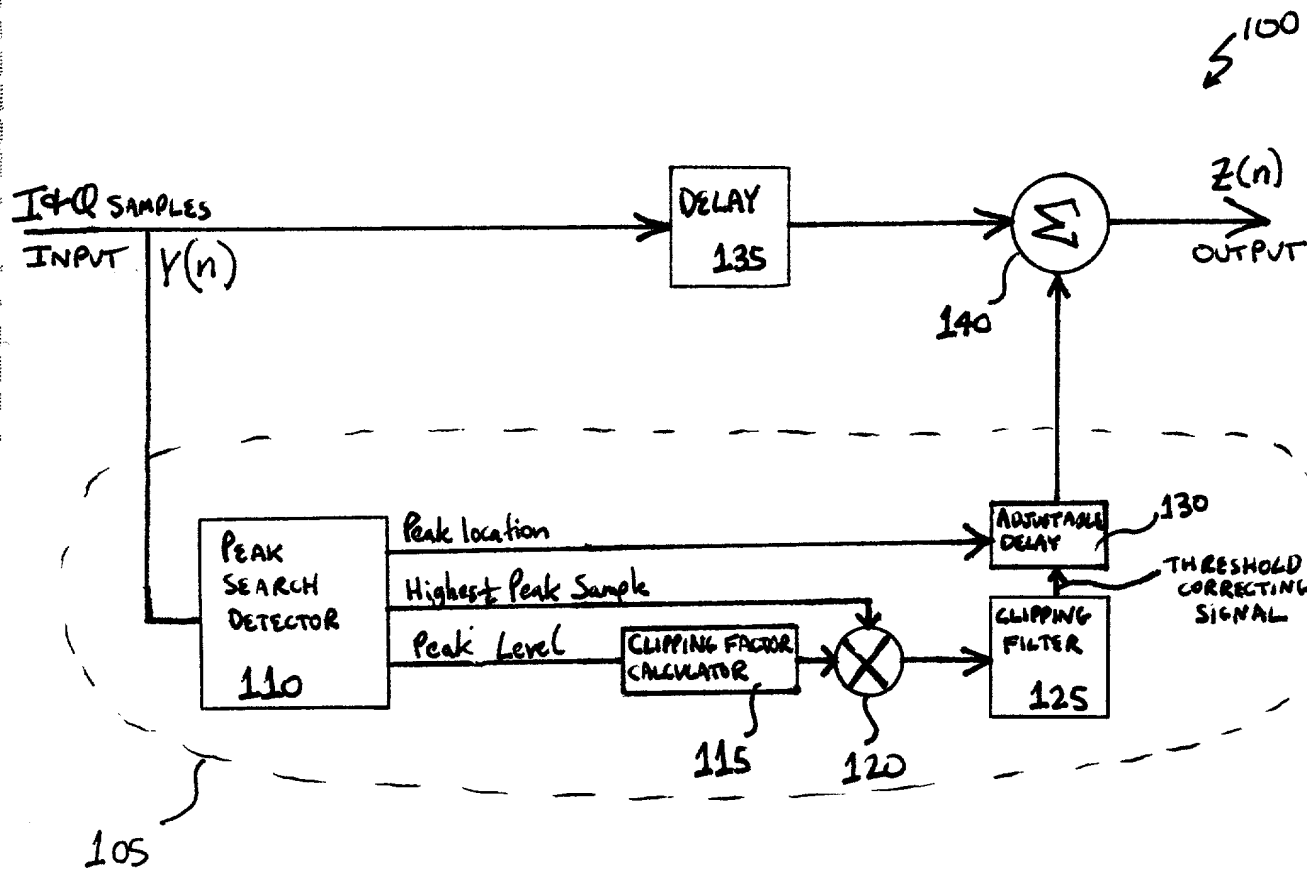 100
I&Q SAMPLES
INPUT
Y(n)
DELAY
135
Z(n)
OUTPUT
Σ
140
PEAK
SEARCH
DETECTOR
110
Peak location
Highest Peak Sample
Peak Level
CLIPPING FACTOR
CALCULATOR
115
120
ADJUSTABLE
DELAY
130
THRESHOLD
CORRECTING
SIGNAL
CLIPPING
FILTER
125
105